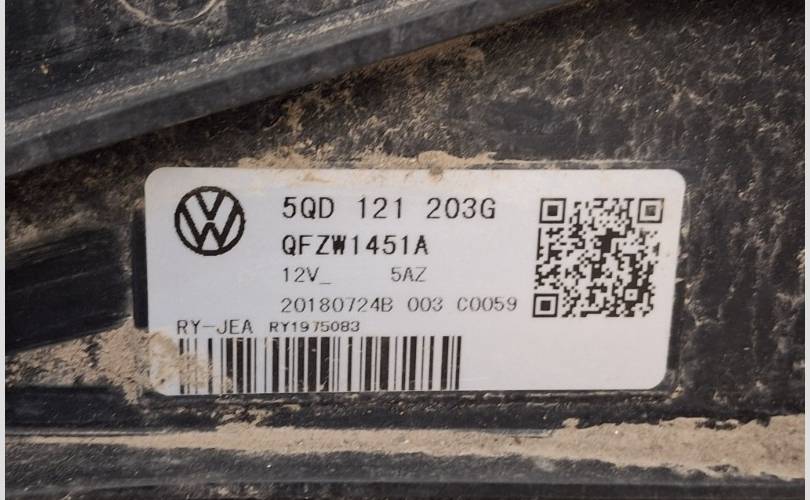 5QD 121 203G
QFZW1451A
12V_ 5AZ
20180724B 003 C0059
RY-JEA RY1975083